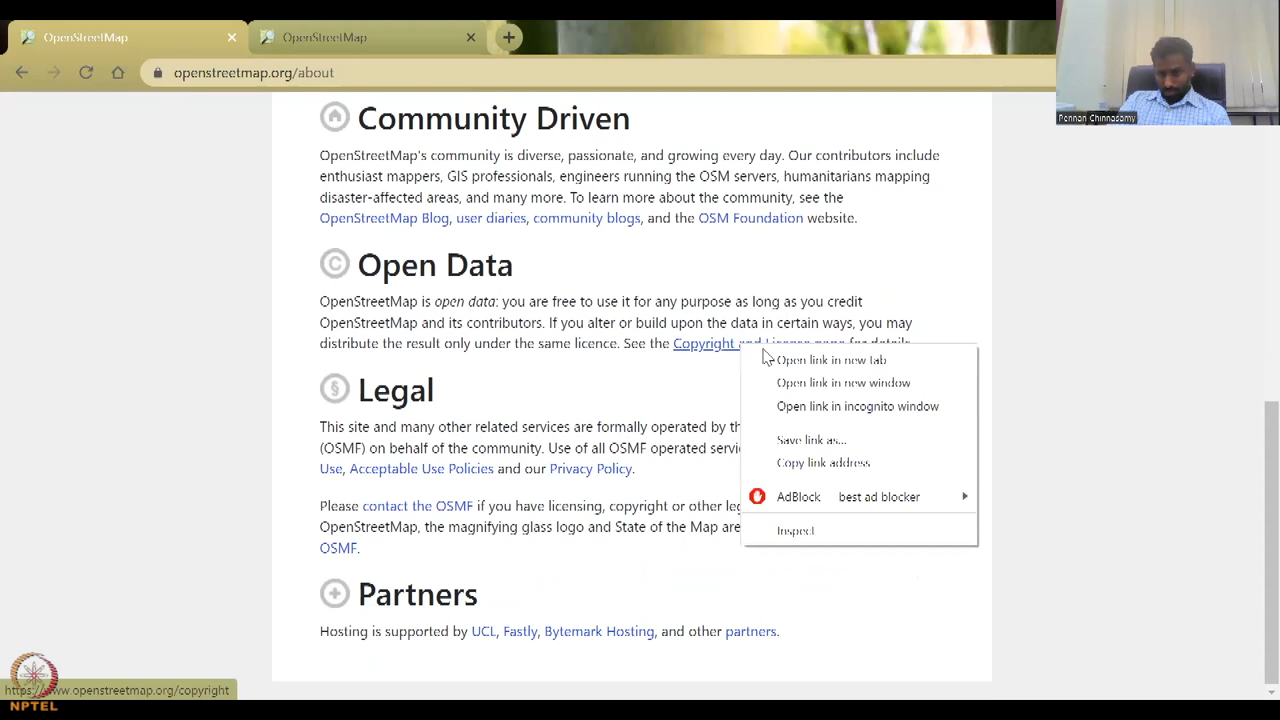 OpenStreetMap
OpenStreetMap
openstreetmap.org/about
Pennan Chinnasamy
Community Driven
OpenStreetMap's community is diverse, passionate, and growing every day. Our contributors include
enthusiast mappers, GIS professionals, engineers running the OSM servers, humanitarians mapping
disaster-affected areas, and many more. To learn more about the community, see the
OpenStreetMap Blog, user diaries, community blogs, and the OSM Foundation website.
Open Data
OpenStreetMap is open data: you are free to use it for any purpose as long as you credit
OpenStreetMap and its contributors. If you alter or build upon the data in certain ways, you may
distribute the result only under the same licence. See the Copyright and License page for details.
Legal
This site and many other related services are formally operated by the
(OSMF) on behalf of the community. Use of all OSMF operated
Use, Acceptable Use Policies and our Privacy Policy.
Please contact the OSMF if you have licensing, copyright or other
OpenStreetMap, the magnifying glass logo and State of the Map are
OSMF.
Open link in new tab
Open link in new window
Open link in incognito window
Save link as...
Copy link address
AdBlock best ad blocker
Inspect
Partners
Hosting is supported by UCL, Fastly, Bytemark Hosting, and other partners.
https://www.openstreetmap.org/copyright
NPTEL